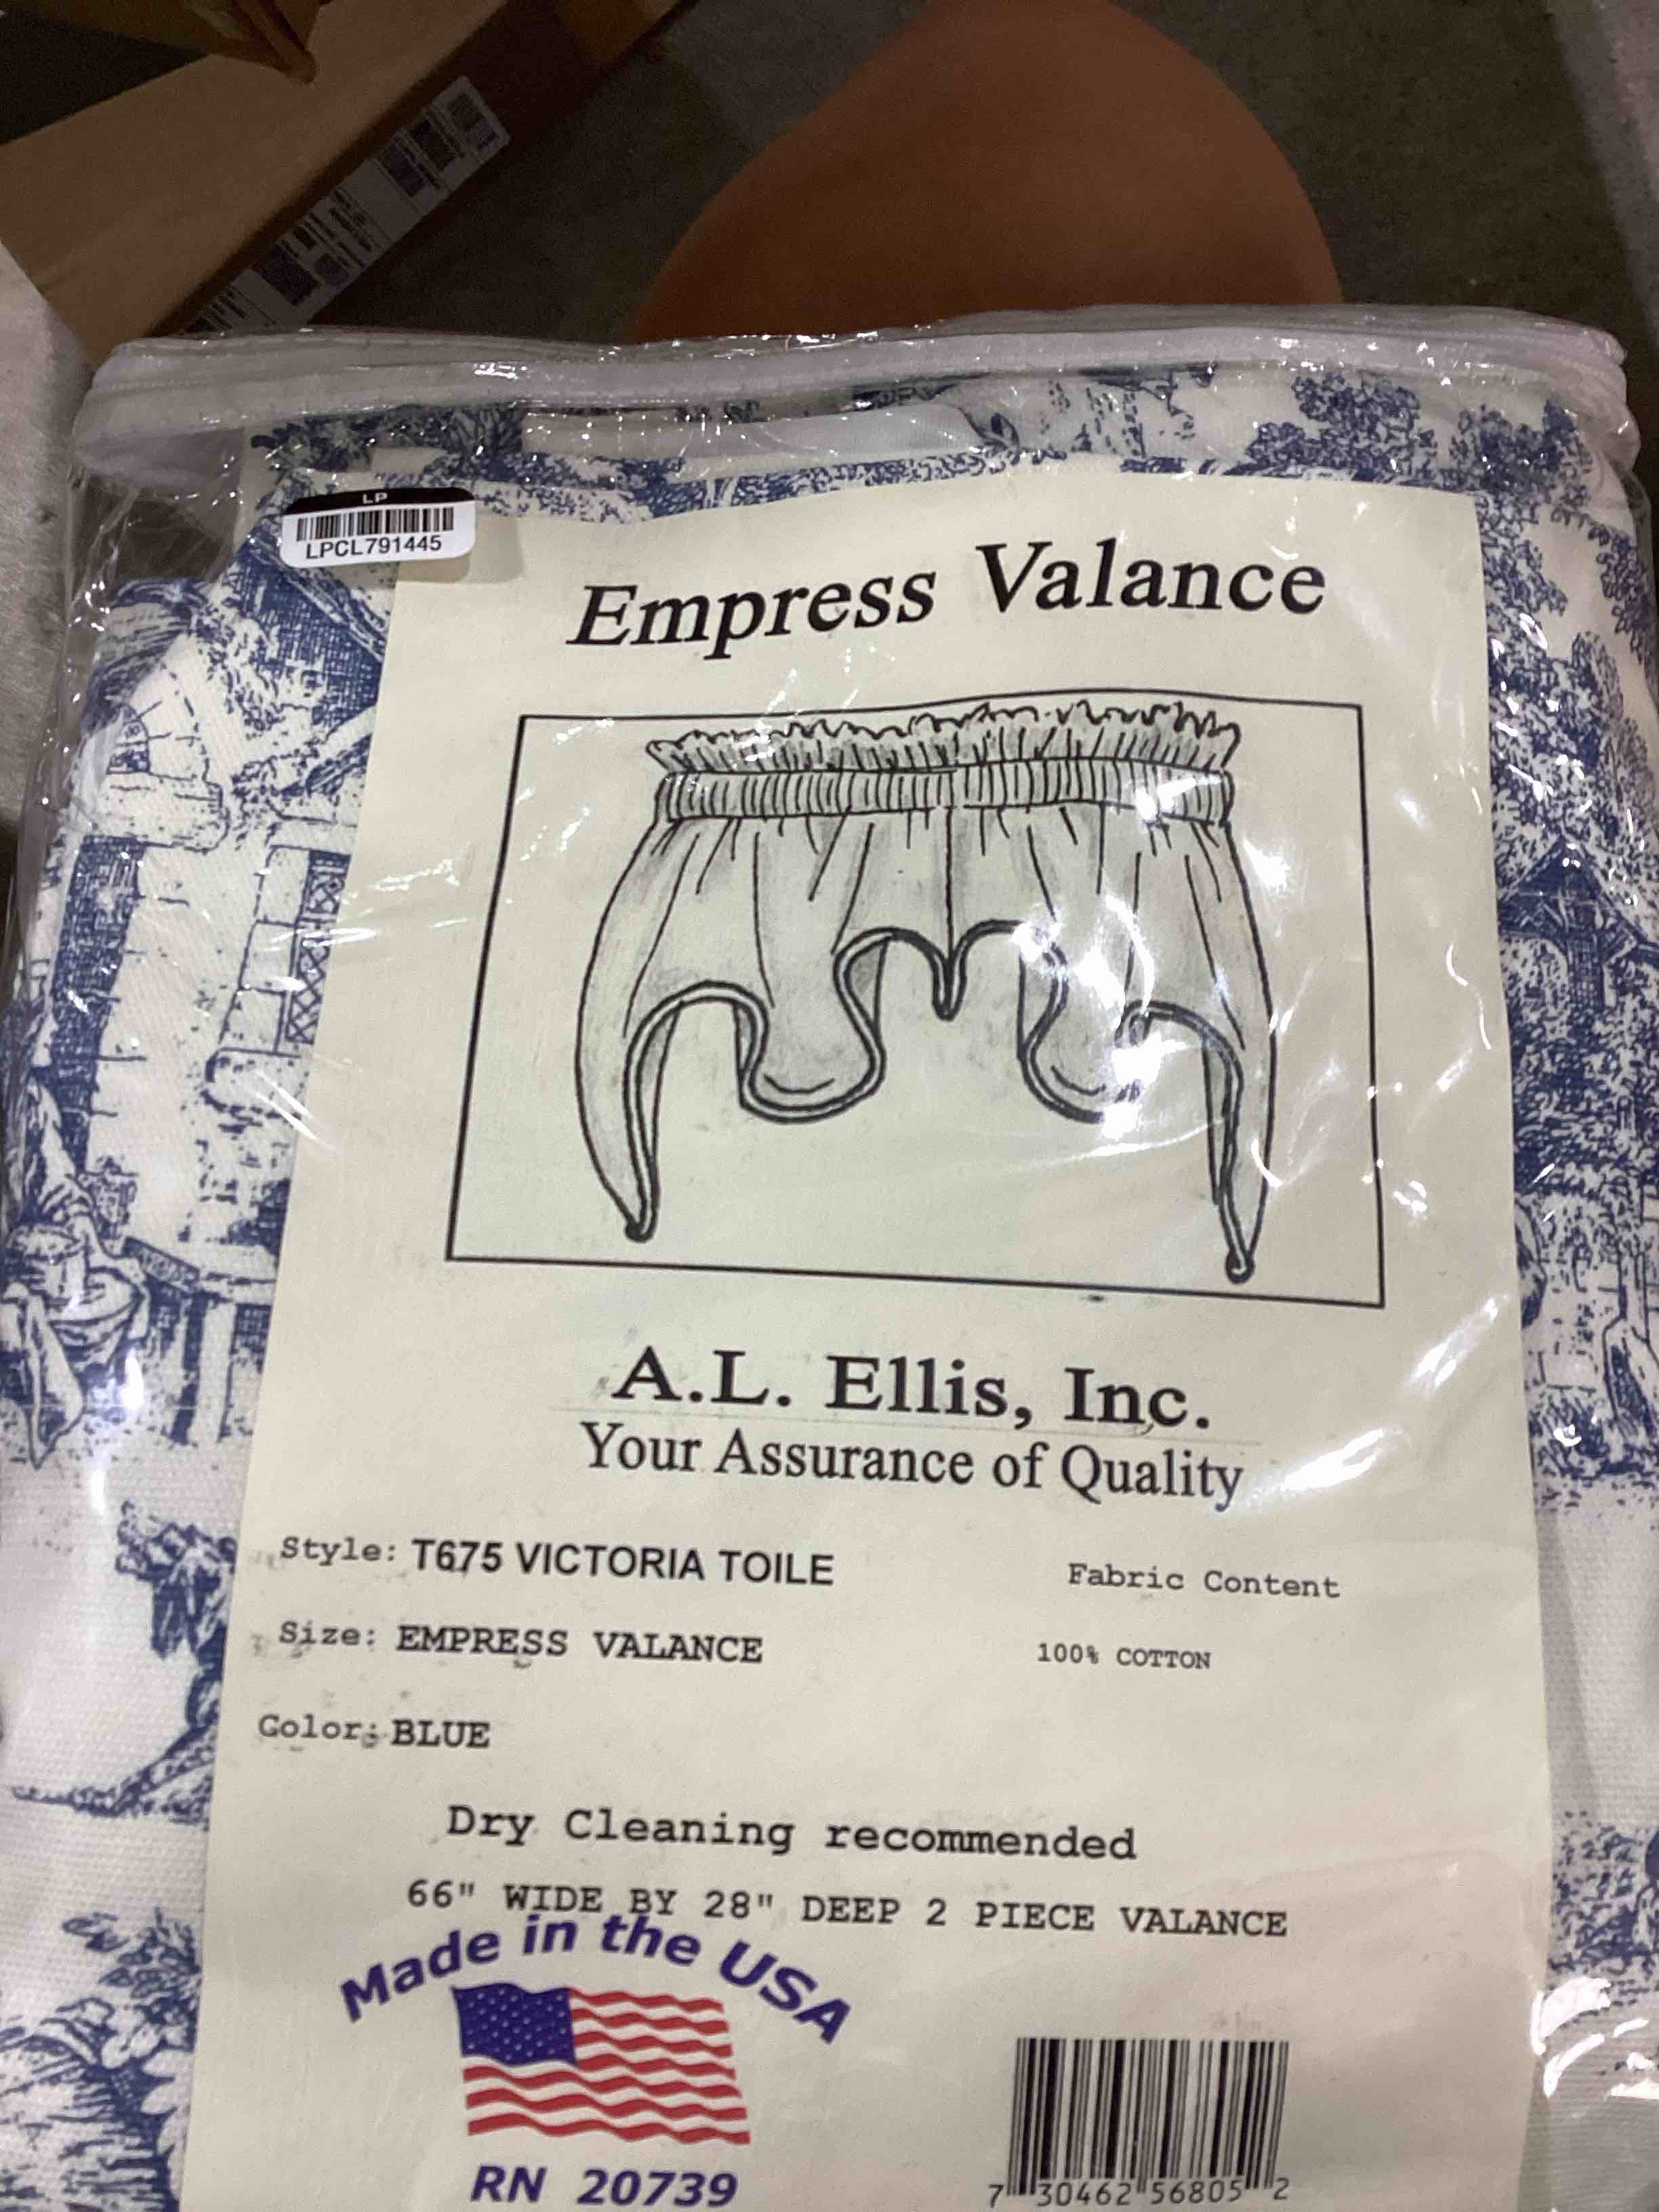 LP
LPCL791445
Empress Valance
A.L. Ellis, Inc.
Your Assurance of Quality
Style: T675 VICTORIA TOILE
Fabric Content
Size: EMPRESS VALANCE
100% COTTON
Color: BLUE
Dry Cleaning recommended
66" WIDE BY 28" DEEP 2 PIECE VALANCE
Made in the USA
RN 20739
7 30462 56805 2